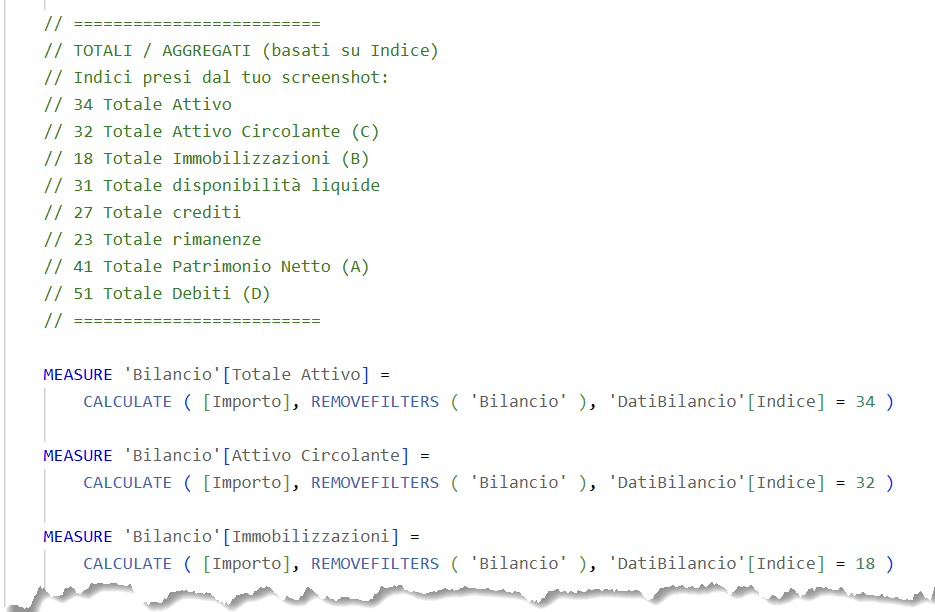 // =========================
// TOTALI / AGGREGATI (basati su Indice)
// Indici presi dal tuo screenshot:
// 34 Totale Attivo
// 32 Totale Attivo Circolante (C)
// 18 Totale Immobilizzazioni (B)
// 31 Totale disponibilità liquide
// 27 Totale crediti
// 23 Totale rimanenze
// 41 Totale Patrimonio Netto (A)
// 51 Totale Debiti (D)
// =========================
MEASURE 'Bilancio'[Totale Attivo] =
CALCULATE ( [Importo], REMOVEFILTERS ( 'Bilancio' ), 'DatiBilancio'[Indice] = 34 )
MEASURE 'Bilancio'[Attivo Circolante] =
CALCULATE ( [Importo], REMOVEFILTERS ( 'Bilancio' ), 'DatiBilancio'[Indice] = 32 )
MEASURE 'Bilancio'[Immobilizzazioni] =
CALCULATE ( [Importo], REMOVEFILTERS ( 'Bilancio' ), 'DatiBilancio'[Indice] = 18 )